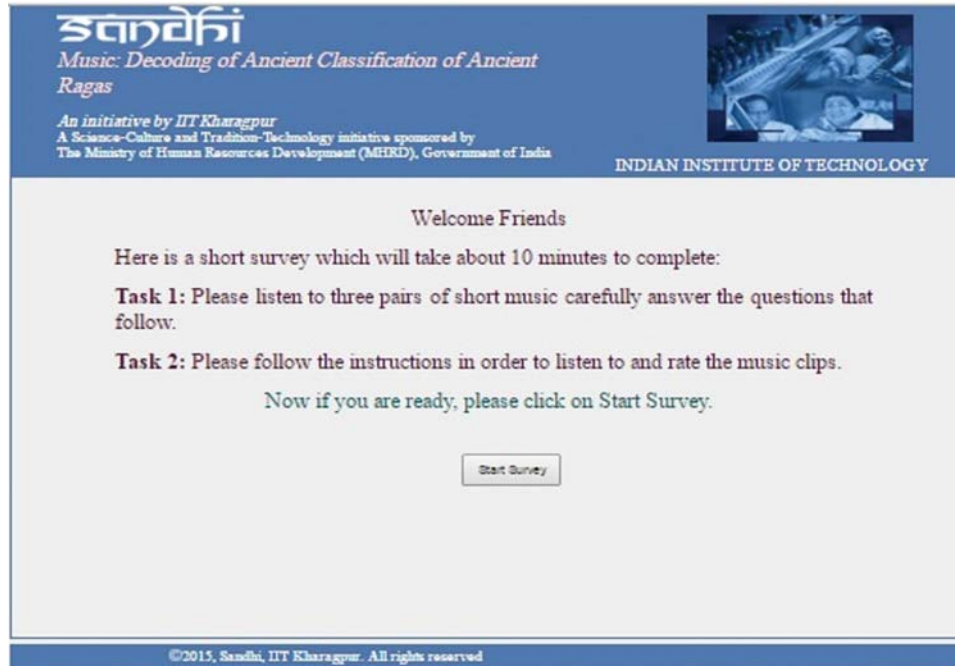 sandhi
Music: Decoding of Ancient Classification of Ancient
Ragas
An initiative by IIT Kharagpur
A Science-Culture and Tradition-Technology initiative sponsored by
The Ministry of Human Resources Development (MHRD), Government of India
INDIAN INSTITUTE OF TECHNOLOGY
Welcome Friends
Here is a short survey which will take about 10 minutes to complete:
Task 1: Please listen to three pairs of short music carefully answer the questions that
follow.
Task 2: Please follow the instructions in order to listen to and rate the music clips.
Now if you are ready, please click on Start Survey.
Start Survey
©2015, Sandhi, IIT Kharagpur. All rights reserved